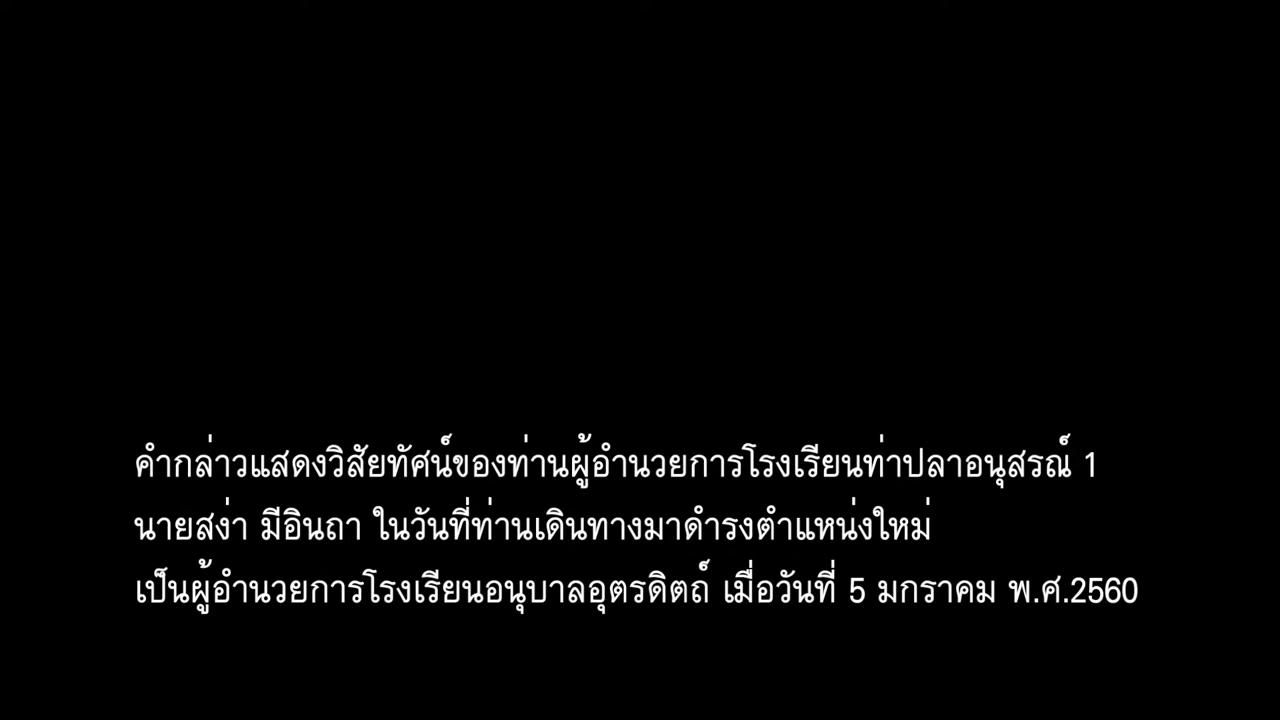 คำกล่าวแสดงวิสัยทัศน์ของท่านผู้อำนวยการโรงเรียนท่าปลาอนุสรณ์ 1
นายสง่า มีอินถา ในวันที่ท่านเดินทางมาดำรงตำแหน่งใหม่
เป็นผู้อำนวยการโรงเรียนอนุบาลอุตรดิตถ์ เมื่อวันที่ 5 มกราคม พ.ศ.2560